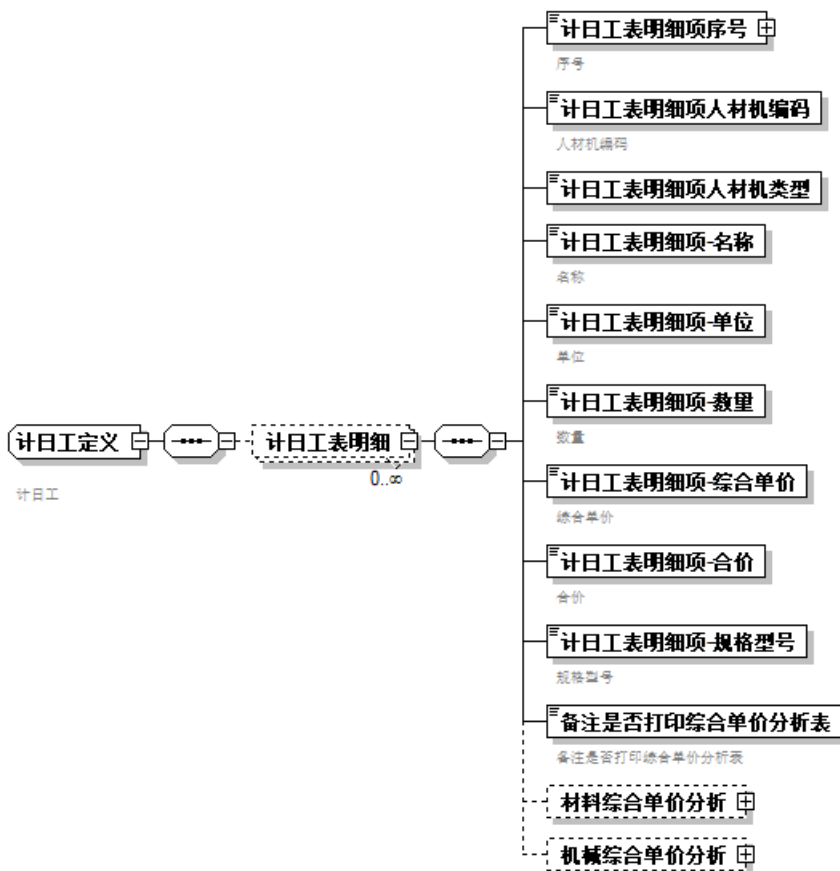 计日工表明细项序号
序号
计日工表明细项人材机编码
人材机编码
计日工表明细项人材机类型
计日工表明细项-名称
名称
计日工表明细项-单位
单位
计日工表明细项-数量
数量
计日工定义
计日工表明细
0..∞
计日工
计日工表明细项-综合单价
综合单价
计日工表明细项-合价
合价
计日工表明细项-规格型号
规格型号
备注是否打印综合单价分析表
备注是否打印综合单价分析表
材料综合单价分析
机械综合单价分析